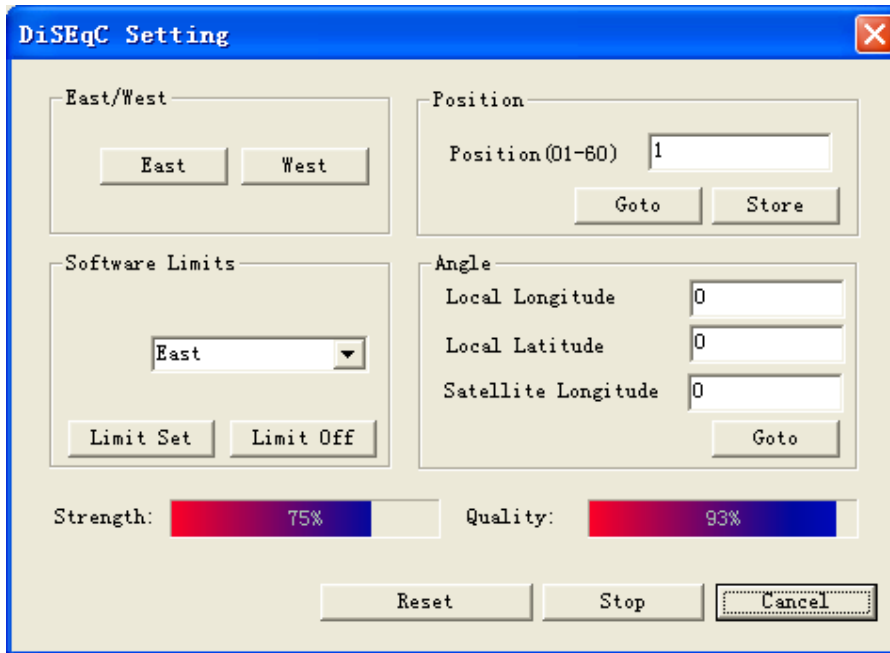 DiSEqC Setting
East/West
East West
Position
Position(01-60) 1
Goto Store
Software Limits
East
Limit Set Limit Off
Angle
Local Longitude 0
Local Latitude 0
Satellite Longitude 0
Goto
Strength: 75% Quality: 93%
Reset Stop Cancel